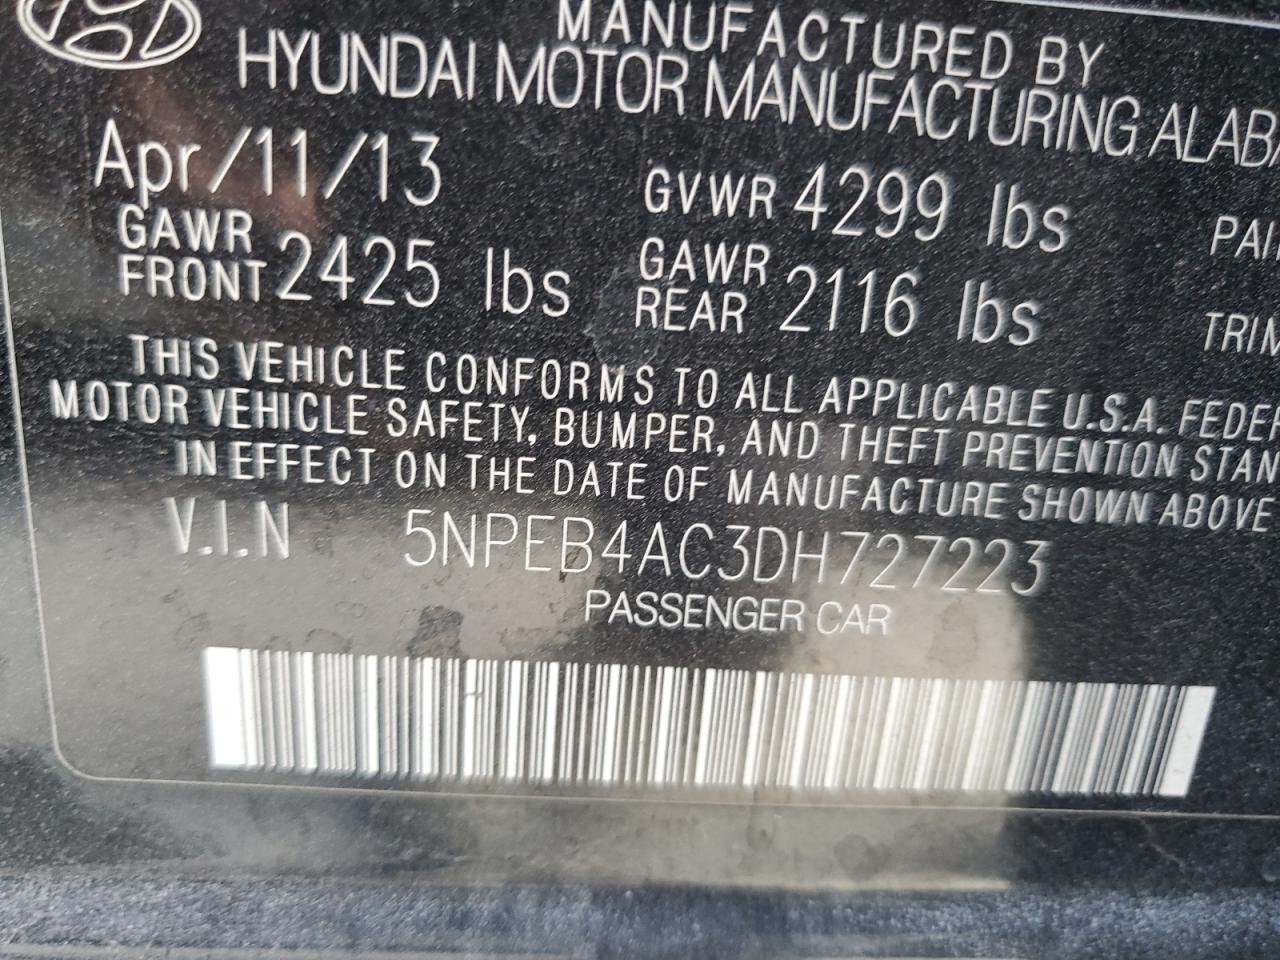 MANUFACTURED BY
HYUNDAI MOTOR MANUFACTURING ALABA
Apr/11/13 GVWR 4299 lbs PAI
GAWR FRONT 2425 lbs GAWR REAR 2116 lbs TRIM
THIS VEHICLE CONFORMS TO ALL APPLICABLE U.S.A. FEDER
MOTOR VEHICLE SAFETY, BUMPER, AND THEFT PREVENTION STAN
IN EFFECT ON THE DATE OF MANUFACTURE SHOWN ABOVE
V.I.N 5NPEB4AC3DH727223
PASSENGER CAR